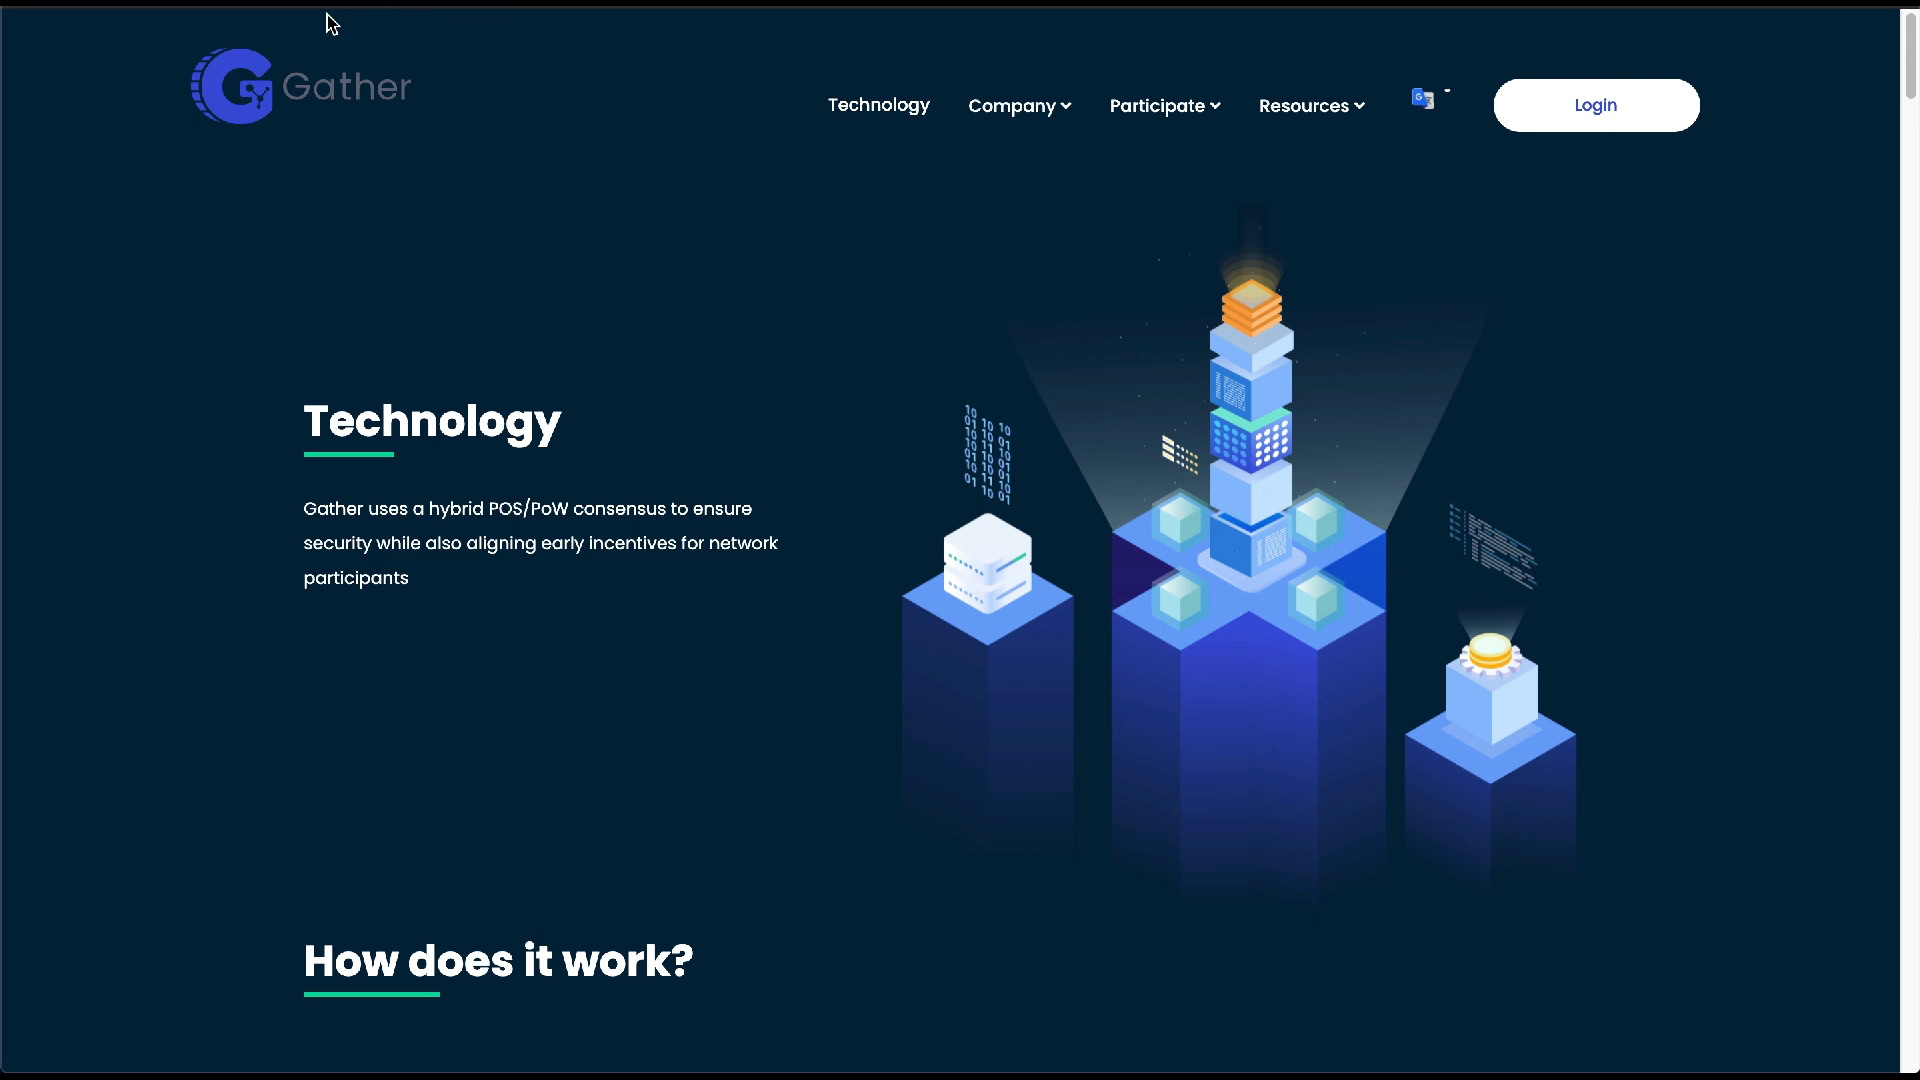 Gather
Technology Company Participate Resources Login
Technology
Gather uses a hybrid POS/PoW consensus to ensure
security while also aligning early incentives for network
participants
How does it work?